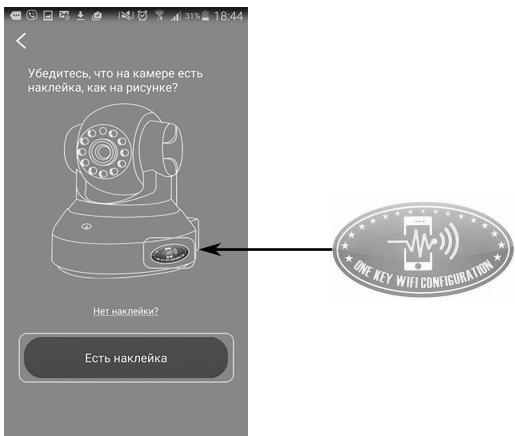 31% 18:44
Убедитесь, что на камере есть
наклейка, как на рисунке?
Нет наклейки?
Есть наклейка
ONE KEY WIFI CONFIGURATION